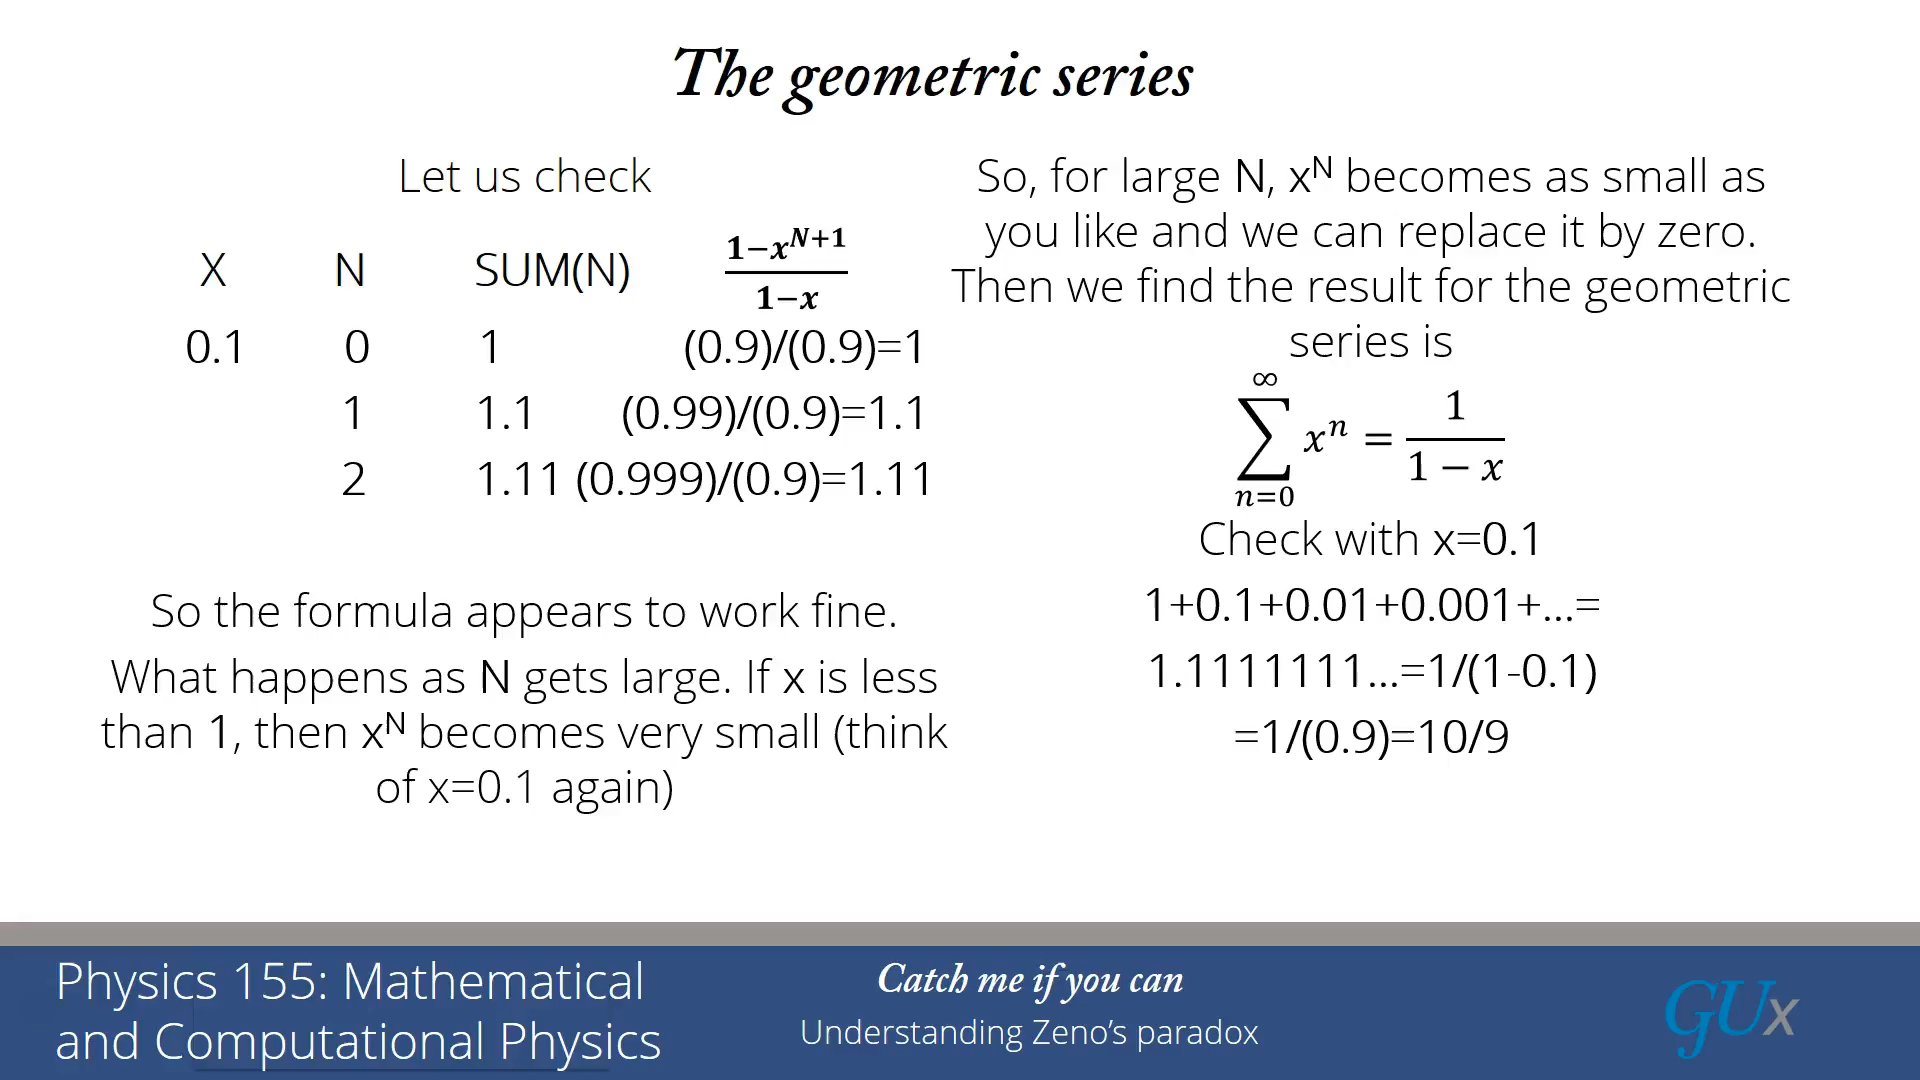 The geometric series
Let us check
X N SUM(N) \frac{1-x^{N+1}}{1-x}
0.1 0 1 (0.9)/(0.9)=1
1 1.1 (0.99)/(0.9)=1.1
2 1.11 (0.999)/(0.9)=1.11
So the formula appears to work fine.
What happens as N gets large. If x is less
than 1, then x^N becomes very small (think
of x=0.1 again)
So, for large N, x^N becomes as small as
you like and we can replace it by zero.
Then we find the result for the geometric
series is
\sum_{n=0}^{\infty} x^n = \frac{1}{1-x}
Check with x=0.1
1+0.1+0.01+0.001+...=
1.1111111...=1/(1-0.1)
=1/(0.9)=10/9
Physics 155: Mathematical
and Computational Physics
Catch me if you can
Understanding Zeno's paradox
GUx